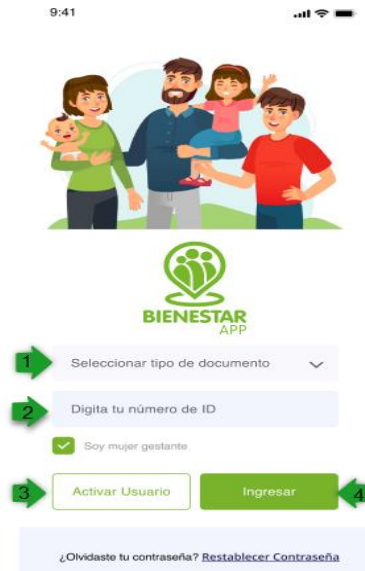 9:41
BIENESTAR
APP
1 Seleccionar tipo de documento
2 Digita tu número de ID
Soy mujer gestante
3 Activar Usuario Ingresar 4
¿Olvidaste tu contraseña? Restablecer Contraseña